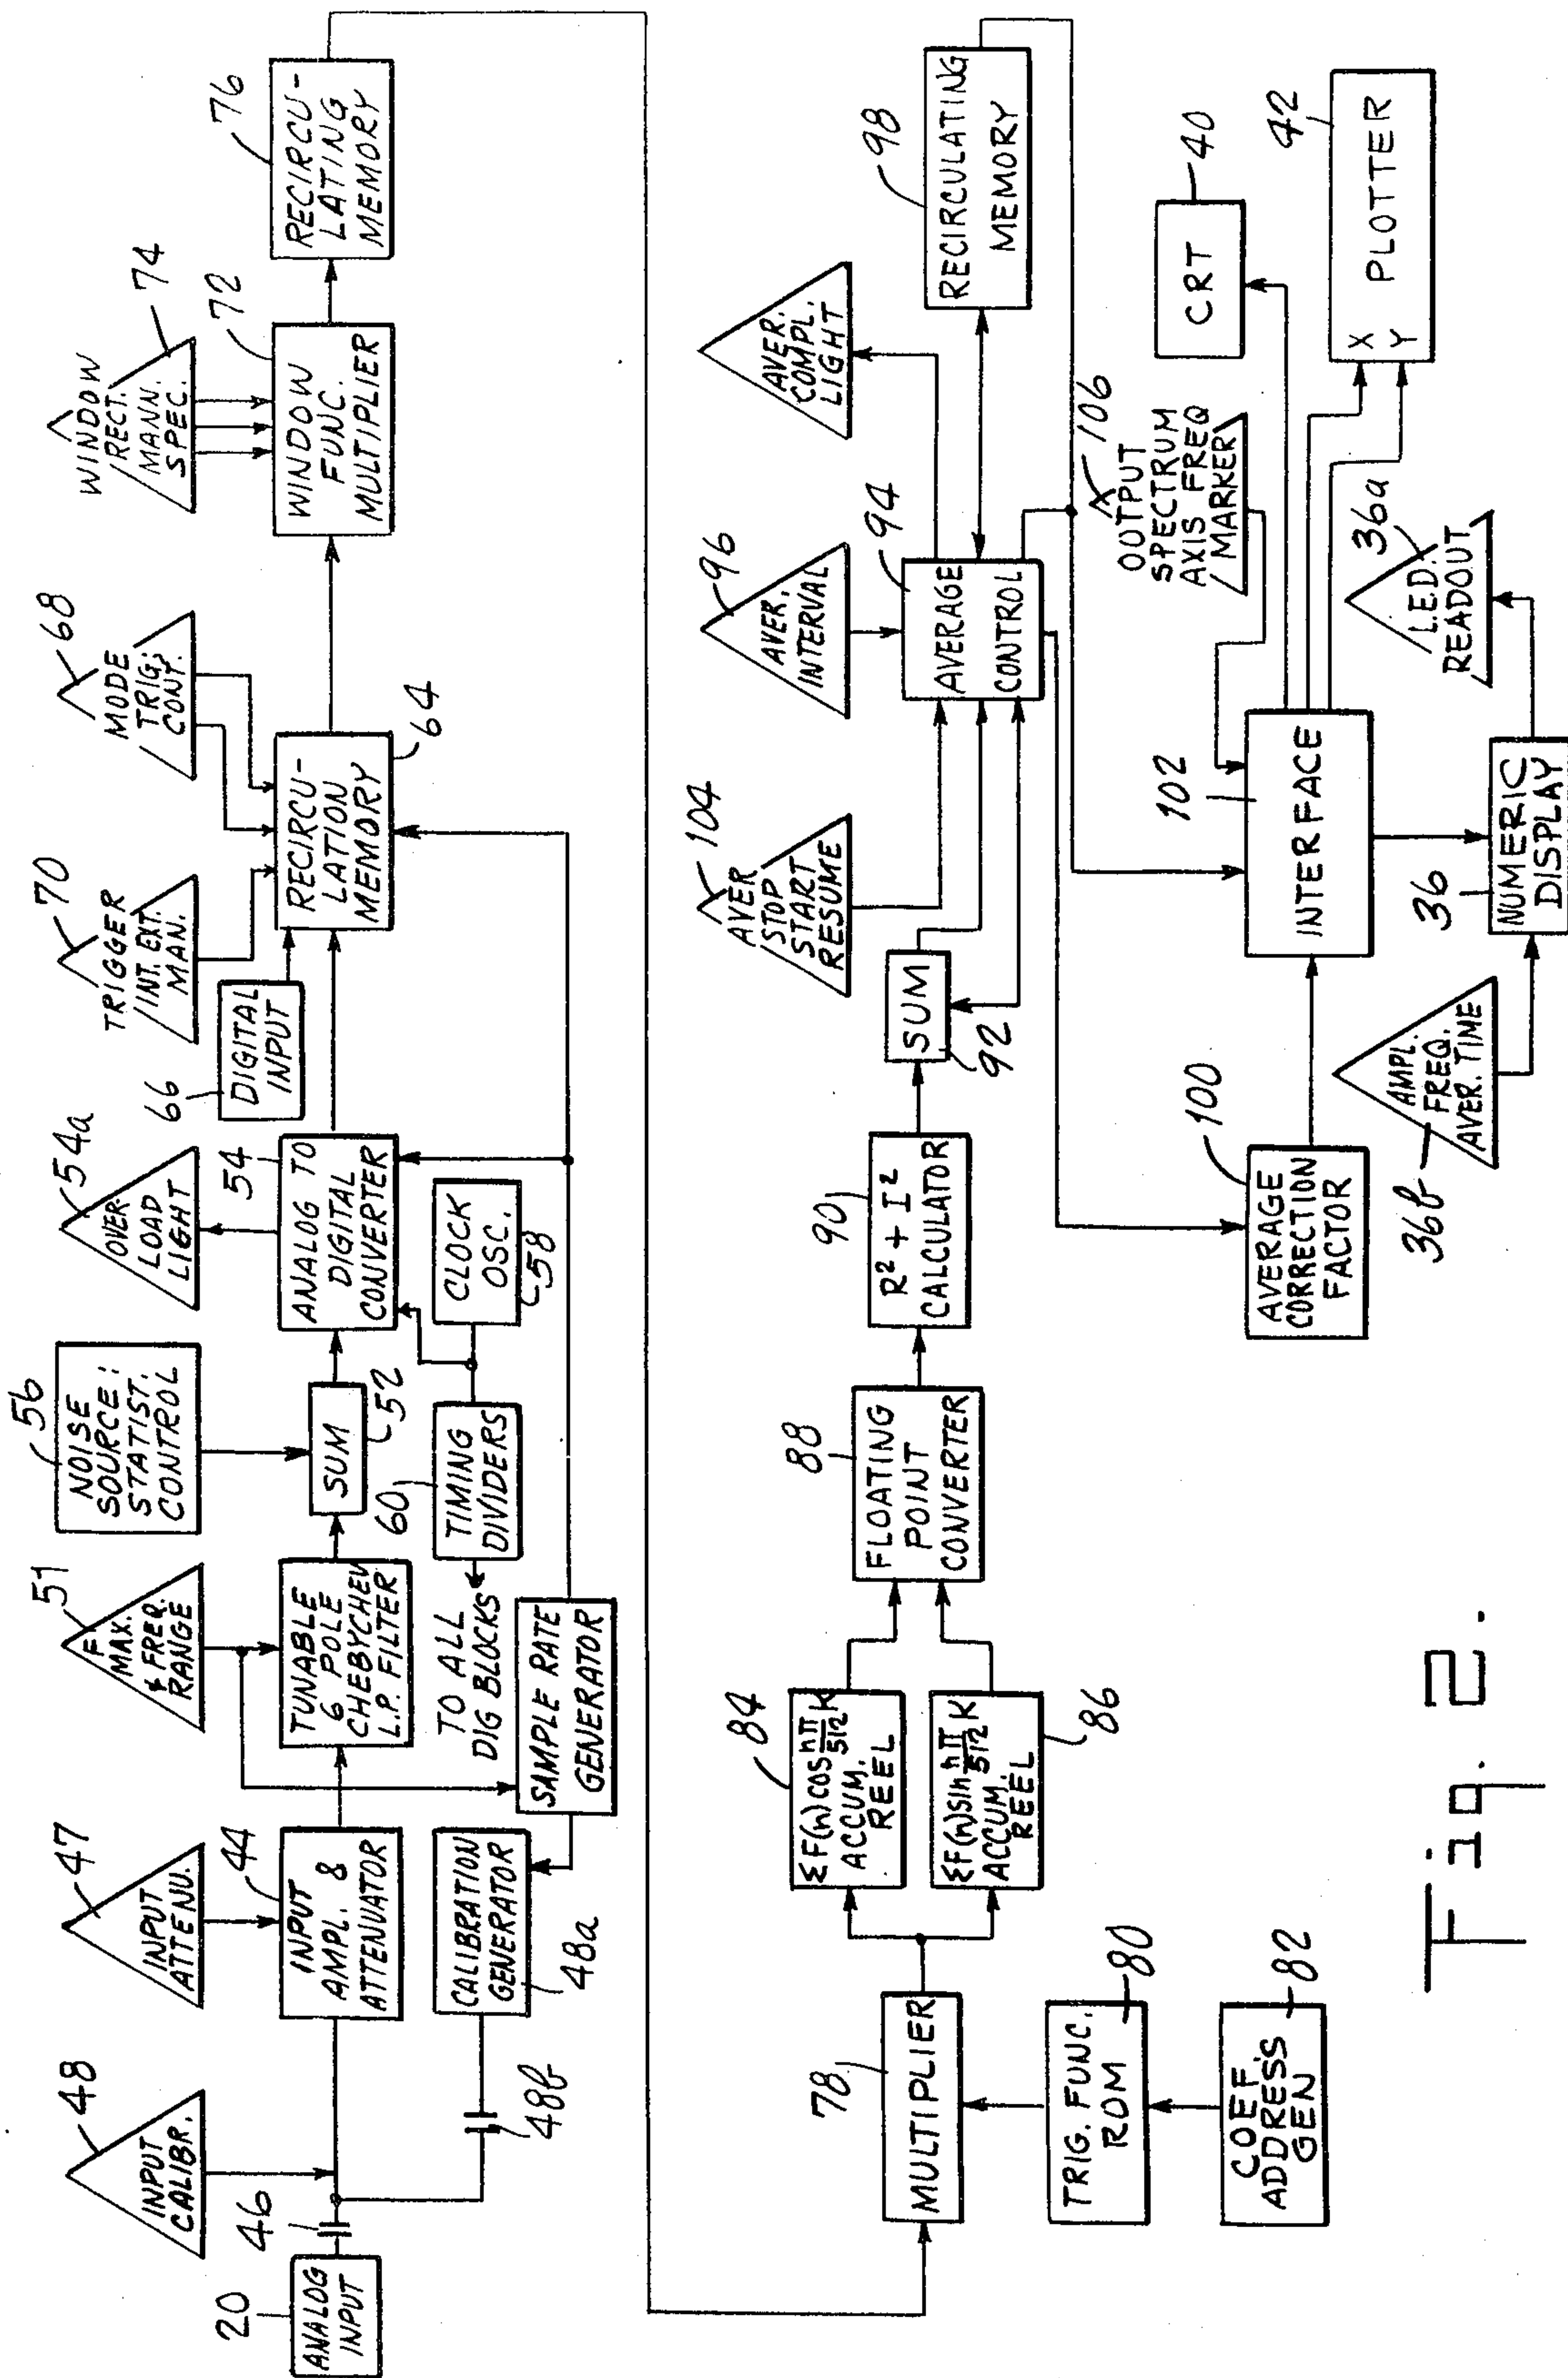 20
ANALOG
INPUT
46
48
INPUT
CALIBR.
48b
47
INPUT
ATTENU.
44
INPUT
AMPL. &
ATTENUATOR
CALIBRATION
GENERATOR
48a
51
F
MAX.
& FREQ.
RANGE
TUNABLE
6 POLE
CHEBYCHEV
L.P. FILTER
TO ALL
DIG BLOCKS
SAMPLE RATE
GENERATOR
56
NOISE
SOURCE:
STATIST.
CONTROL
SUM
52
60
TIMING
DIVIDERS
54a
OVER-
LOAD
LIGHT
54
ANALOG TO
DIGITAL
CONVERTER
CLOCK
OSC.
58
66
DIGITAL
INPUT
70
TRIGGER
INT. EXT.
MAN.
68
MODE
TRIG;
CONT.
RECIRCU-
LATION
MEMORY
64
WINDOW
RECT.
MANN.
SPEC.
74
72
WINDOW
FUNC.
MULTIPLIER
76
RECIRCU-
LATING
MEMORY
78
MULTIPLIER
TRIG. FUNC.
ROM
80
COEF.
ADDRESS
GEN
82
84
ΣF(n)COS nπ/512 K
ACCUM.
REEL
ΣF(n)SIN nπ/512 K
ACCUM.
REEL
86
88
FLOATING
POINT
CONVERTER
90
R² + I²
CALCULATOR
SUM
92
104
AVER
STOP
START
RESUME
96
AVER.
INTERVAL
94
AVERAGE
CONTROL
AVER.
COMPL.
LIGHT
98
RECIRCULATING
MEMORY
100
AVERAGE
CORRECTION
FACTOR
102
INTERFACE
106
OUTPUT
SPECTRUM
AXIS FREQ
MARKER
40
CRT
42
X
Y
PLOTTER
36b
AMPL.
FREQ.
AVER. TIME
36
NUMERIC
DISPLAY
36a
L.E.D.
READOUT
Fig. 2.